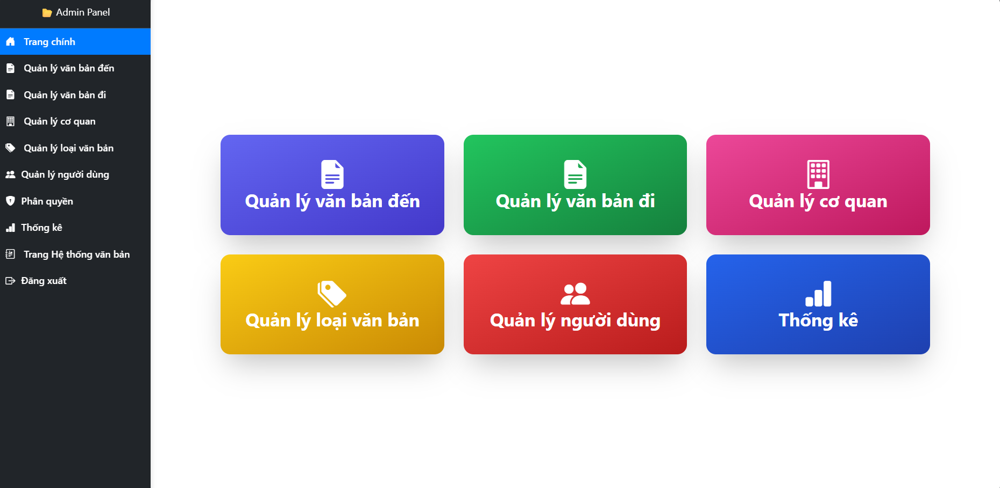 Admin Panel
Trang chính
Quản lý văn bản đến
Quản lý văn bản đi
Quản lý cơ quan
Quản lý loại văn bản
Quản lý người dùng
Phân quyền
Thống kê
Trang Hệ thống văn bản
Đăng xuất
Quản lý văn bản đến
Quản lý văn bản đi
Quản lý cơ quan
Quản lý loại văn bản
Quản lý người dùng
Thống kê